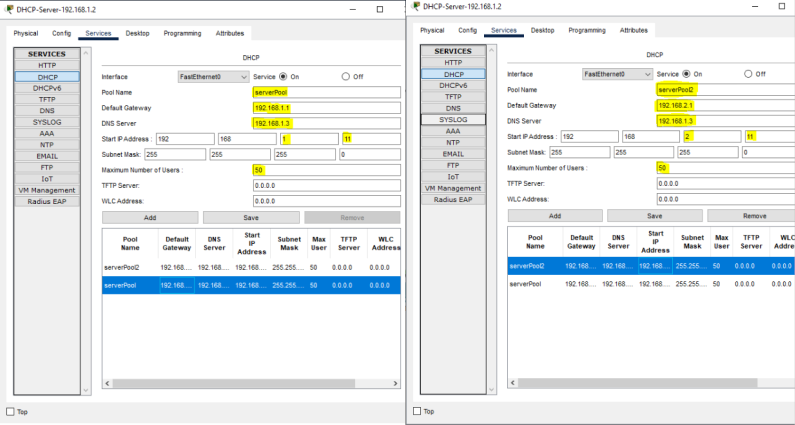 DHCP-Server-192.168.1.2
Physical Config Services Desktop Programming Attributes
SERVICES
HTTP
DHCP
DHCPv6
TFTP
DNS
SYSLOG
AAA
NTP
EMAIL
FTP
IoT
VM Management
Radius EAP
DHCP
Interface FastEthernet0 Service On Off
Pool Name serverPool
Default Gateway 192.168.1.1
DNS Server 192.168.1.3
Start IP Address : 192 168 1 11
Subnet Mask: 255 255 255 0
Maximum Number of Users : 50
TFTP Server: 0.0.0.0
WLC Address: 0.0.0.0
Add Save Remove
Pool Name Default Gateway DNS Server Start IP Address Subnet Mask Max User TFTP Server WLC Address
serverPool2 192.168.... 192.168.... 192.168.... 255.255.... 50 0.0.0.0 0.0.0.0
serverPool 192.168.... 192.168.... 192.168.... 255.255.... 50 0.0.0.0 0.0.0.0
Top
DHCP-Server-192.168.1.2
Physical Config Services Desktop Programming Attributes
SERVICES
HTTP
DHCP
DHCPv6
TFTP
DNS
SYSLOG
AAA
NTP
EMAIL
FTP
IoT
VM Management
Radius EAP
DHCP
Interface FastEthernet0 Service On Off
Pool Name serverPool2
Default Gateway 192.168.2.1
DNS Server 192.168.1.3
Start IP Address : 192 168 2 11
Subnet Mask: 255 255 255 0
Maximum Number of Users : 50
TFTP Server: 0.0.0.0
WLC Address: 0.0.0.0
Add Save Remove
Pool Name Default Gateway DNS Server Start IP Address Subnet Mask Max User TFTP Server WLC Address
serverPool2 192.168.... 192.168.... 192.168.... 255.255.... 50 0.0.0.0 0.0.0.0
serverPool 192.168.... 192.168.... 192.168.... 255.255.... 50 0.0.0.0 0.0.0.0
Top